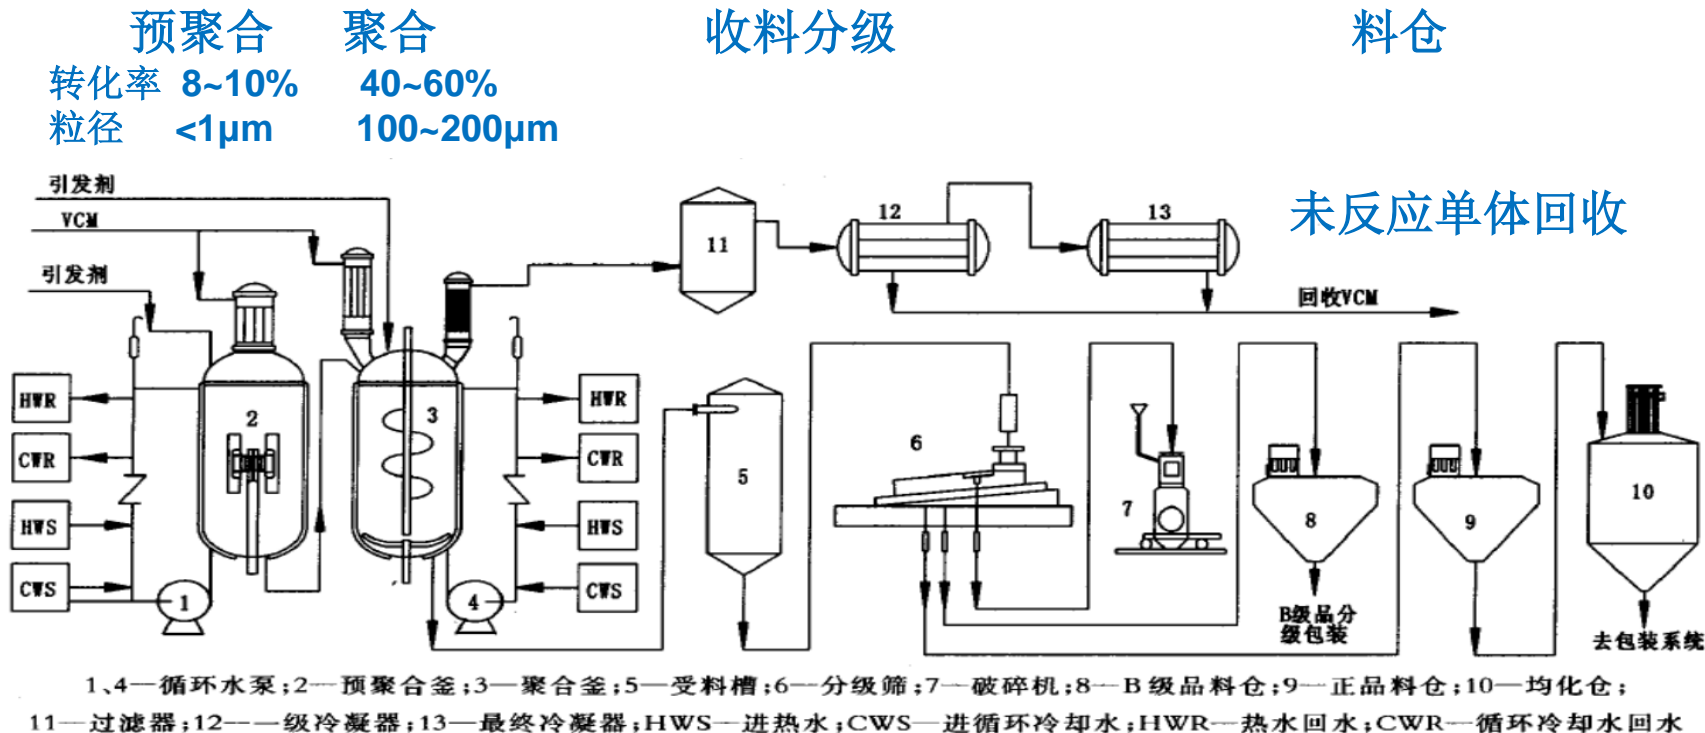 预聚合 聚合 收料分级 料仓
转化率 8~10% 40~60%
粒径 <1μm 100~200μm
引发剂
VCM
引发剂
未反应单体回收
11
12
13
回收VCM
HWR
CWR
HWS
CWS
1
2
3
4
HWR
CWR
HWS
CWS
5
6
7
8
9
10
B级品分
级包装
去包装系统
1、4—循环水泵;2—预聚合釜;3—聚合釜;5—受料槽;6—分级筛;7—破碎机;8—B级品料仓;9—正品料仓;10—均化仓;
11—过滤器;12—一级冷凝器;13—最终冷凝器;HWS—进热水;CWS—进循环冷却水;HWR—热水回水;CWR—循环冷却水回水